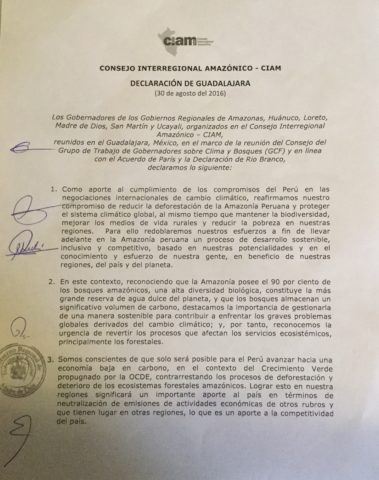 ciam
CONSEJO INTERREGIONAL AMAZÓNICO - CIAM
DECLARACIÓN DE GUADALAJARA
(30 de agosto del 2016)
Los Gobernadores de los Gobiernos Regionales de Amazonas, Huánuco, Loreto,
Madre de Dios, San Martín y Ucayali, organizados en el Consejo Interregional
Amazónico – CIAM,
reunidos en el Guadalajara, México, en el marco de la reunión del Consejo del
Grupo de Trabajo de Gobernadores sobre Clima y Bosques (GCF) y en línea
con el Acuerdo de París y la Declaración de Río Branco,
declaramos lo siguiente:
1. Como aporte al cumplimiento de los compromisos del Perú en las
negociaciones internacionales de cambio climático, reafirmamos nuestro
compromiso de reducir la deforestación de la Amazonía Peruana y proteger
el sistema climático global, al mismo tiempo que mantener la biodiversidad,
mejorar los medios de vida rurales y reducir la pobreza en nuestras
regiones. Para ello redoblaremos nuestros esfuerzos a fin de llevar
adelante en la Amazonía peruana un proceso de desarrollo sostenible,
inclusivo y competitivo, basado en nuestras potencialidades y en el
conocimiento y esfuerzo de nuestra gente, en beneficio de nuestras
regiones, del país y del planeta.
2. En este contexto, reconociendo que la Amazonía posee el 90 por ciento de
los bosques amazónicos, una alta diversidad biológica, constituye la más
grande reserva de agua dulce del planeta, y que los bosques almacenan un
significativo volumen de carbono, destacamos la importancia de gestionarla
de una manera sostenible para contribuir a enfrentar los graves problemas
globales derivados del cambio climático; y, por tanto, reconocemos la
urgencia de revertir los procesos que afectan los servicios ecosistémicos,
principalmente los forestales.
3. Somos conscientes de que solo será posible para el Perú avanzar hacia una
economía baja en carbono, en el contexto del Crecimiento Verde
propugnado por la OCDE, contrarrestando los procesos de deforestación y
deterioro de los ecosistemas forestales amazónicos. Lograr esto en nuestra
regiones significará un importante aporte al país en términos de
neutralización de emisiones de actividades económicas de otros rubros y
que tienen lugar en otras regiones, lo que es un aporte a la competitividad
del país.